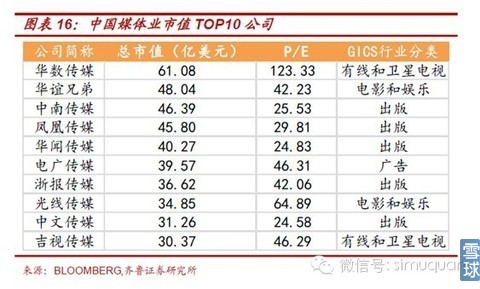 图表 16：中国媒体业市值 TOP10 公司
公司简称 总市值（亿美元） P/E GICS行业分类
华数传媒 61.08 123.33 有线和卫星电视
华谊兄弟 48.04 42.23 电影和娱乐
中南传媒 46.39 25.53 出版
凤凰传媒 45.80 29.81 出版
华闻传媒 40.27 24.83 出版
电广传媒 39.57 46.31 广告
浙报传媒 36.62 42.06 出版
光线传媒 34.85 64.89 电影和娱乐
中文传媒 31.26 24.58 出版
吉视传媒 30.37 46.29 有线和卫星电视
来源：BLOOMBERG,齐鲁证券研究所
微信号：simuquan
雪球